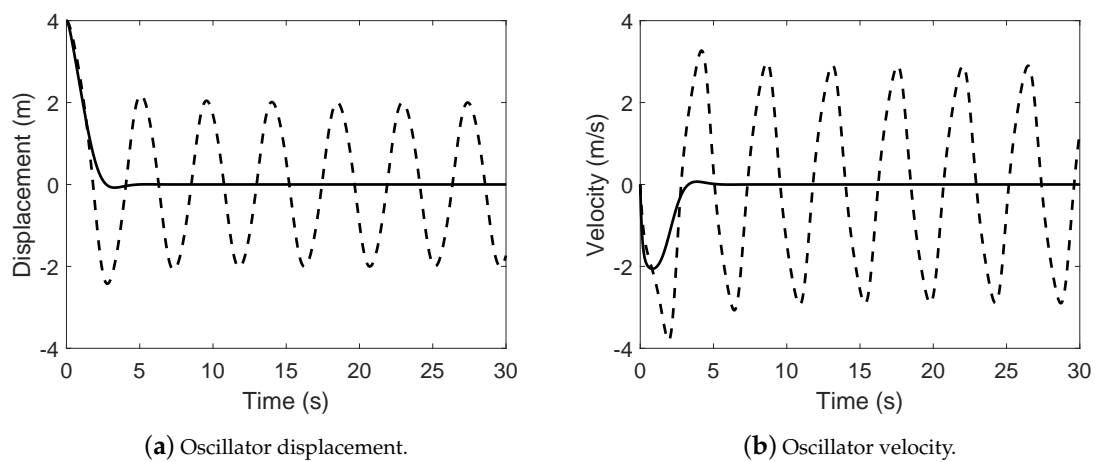 4
2
0
-2
-4
Displacement (m)
0 5 10 15 20 25 30
Time (s)
(a) Oscillator displacement.
4
2
0
-2
-4
Velocity (m/s)
0 5 10 15 20 25 30
Time (s)
(b) Oscillator velocity.